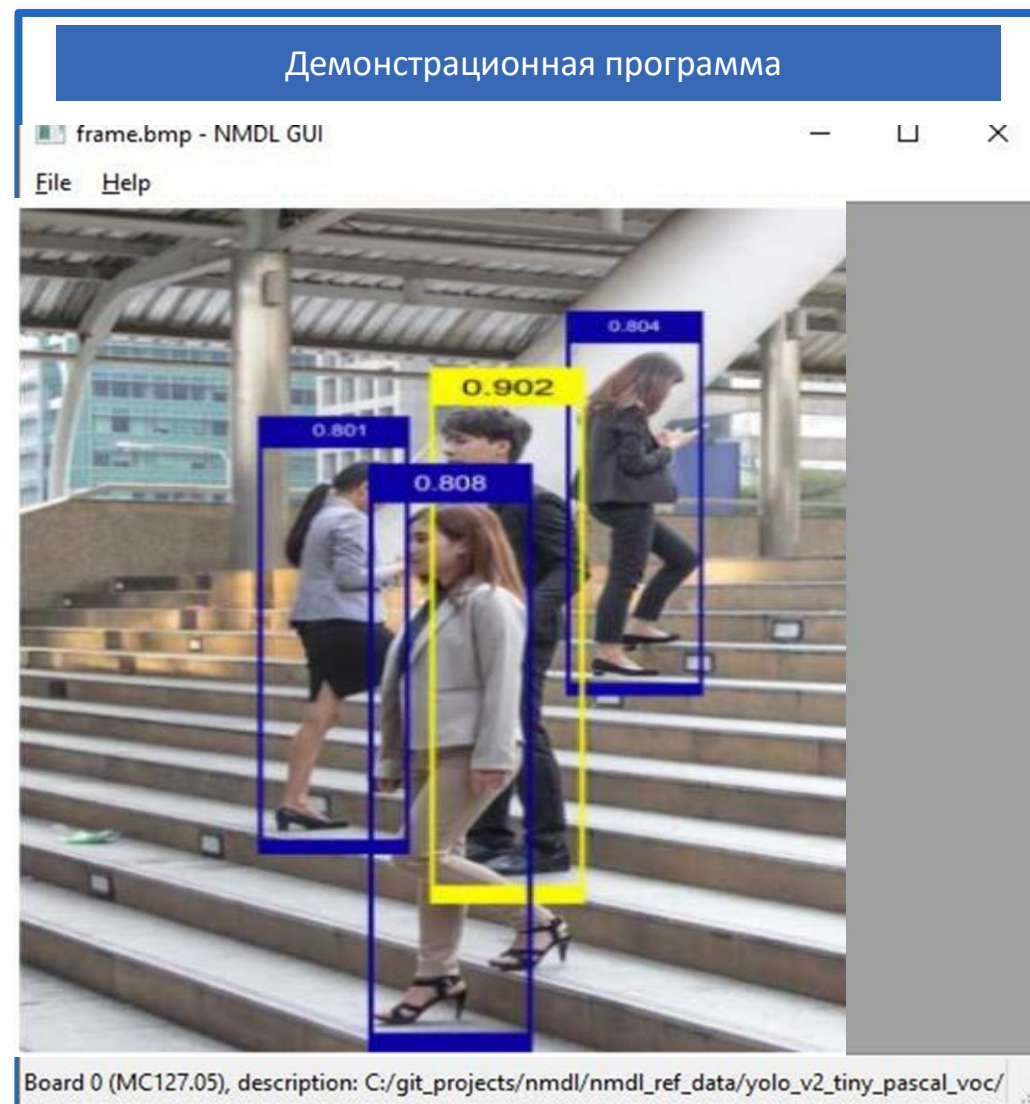 Демонстрационная программа
frame.bmp - NMDL GUI
File Help
0.804
0.902
0.801
0.808
Board 0 (MC127.05), description: C:/git_projects/nmdl/nmdl_ref_data/yolo_v2_tiny_pascal_voc/